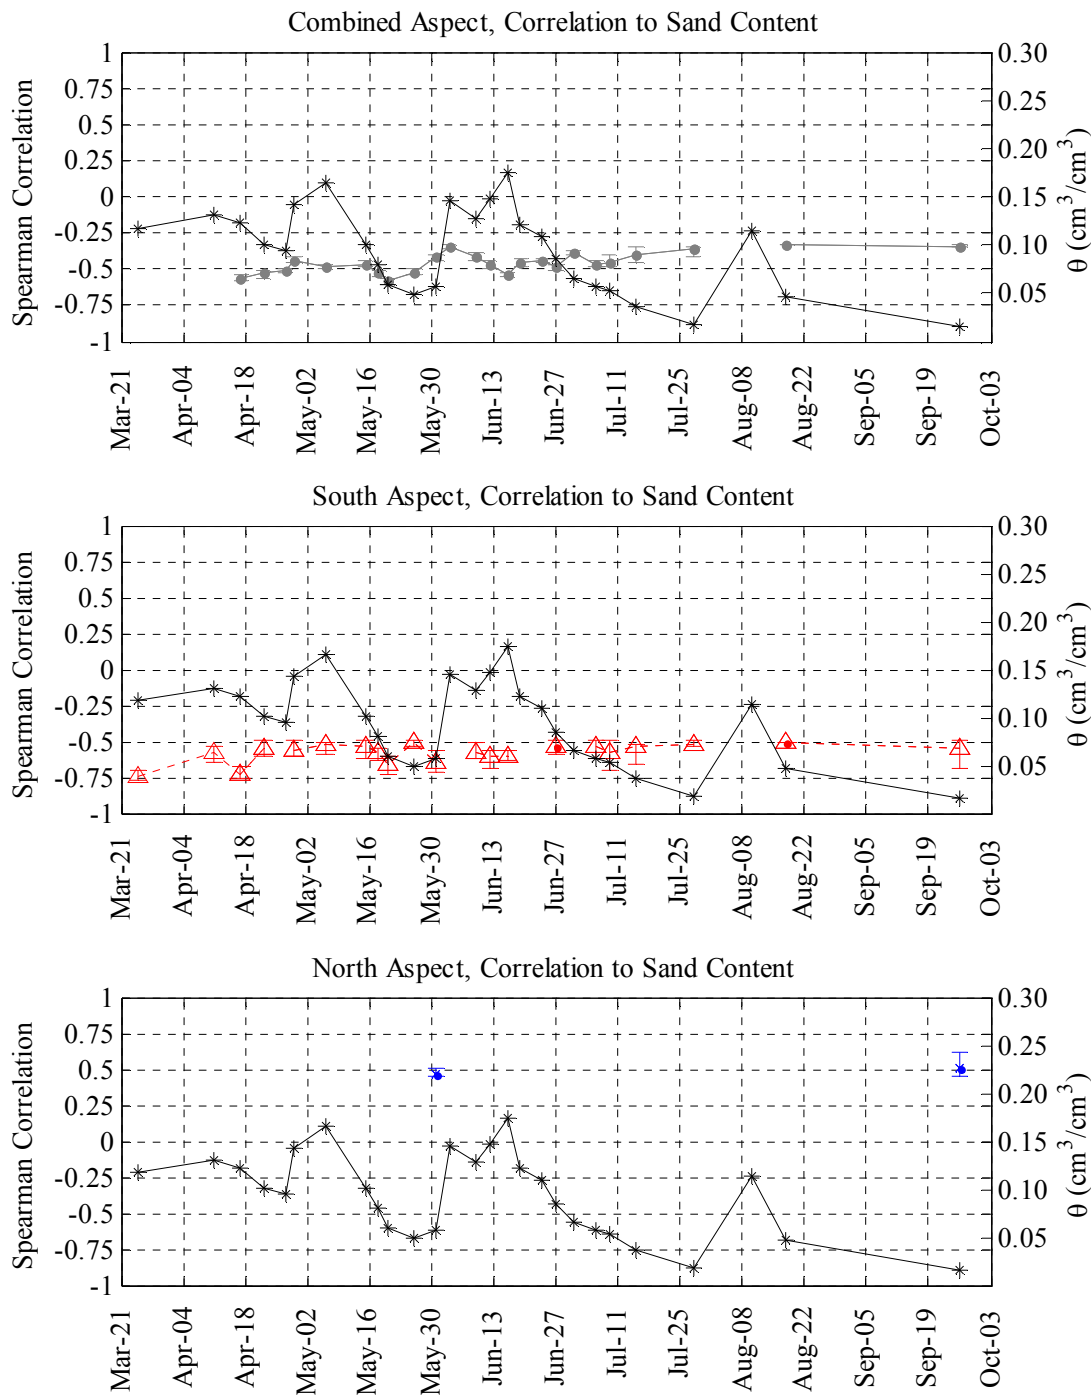 Combined Aspect, Correlation to Sand Content
Spearman Correlation
1
0.75
0.5
0.25
0
-0.25
-0.5
-0.75
-1
0.30
0.20
0.15
0.10
0.05
θ (cm³/cm³)
Mar-21
Apr-04
Apr-18
May-02
May-16
May-30
Jun-13
Jun-27
Jul-11
Jul-25
Aug-08
Aug-22
Sep-05
Sep-19
Oct-03
South Aspect, Correlation to Sand Content
Spearman Correlation
1
0.75
0.5
0.25
0
-0.25
-0.5
-0.75
-1
0.30
0.20
0.15
0.10
0.05
θ (cm³/cm³)
Mar-21
Apr-04
Apr-18
May-02
May-16
May-30
Jun-13
Jun-27
Jul-11
Jul-25
Aug-08
Aug-22
Sep-05
Sep-19
Oct-03
North Aspect, Correlation to Sand Content
Spearman Correlation
1
0.75
0.5
0.25
0
-0.25
-0.5
-0.75
-1
0.30
0.25
0.20
0.15
0.10
0.05
θ (cm³/cm³)
Mar-21
Apr-04
Apr-18
May-02
May-16
May-30
Jun-13
Jun-27
Jul-11
Jul-25
Aug-08
Aug-22
Sep-05
Sep-19
Oct-03